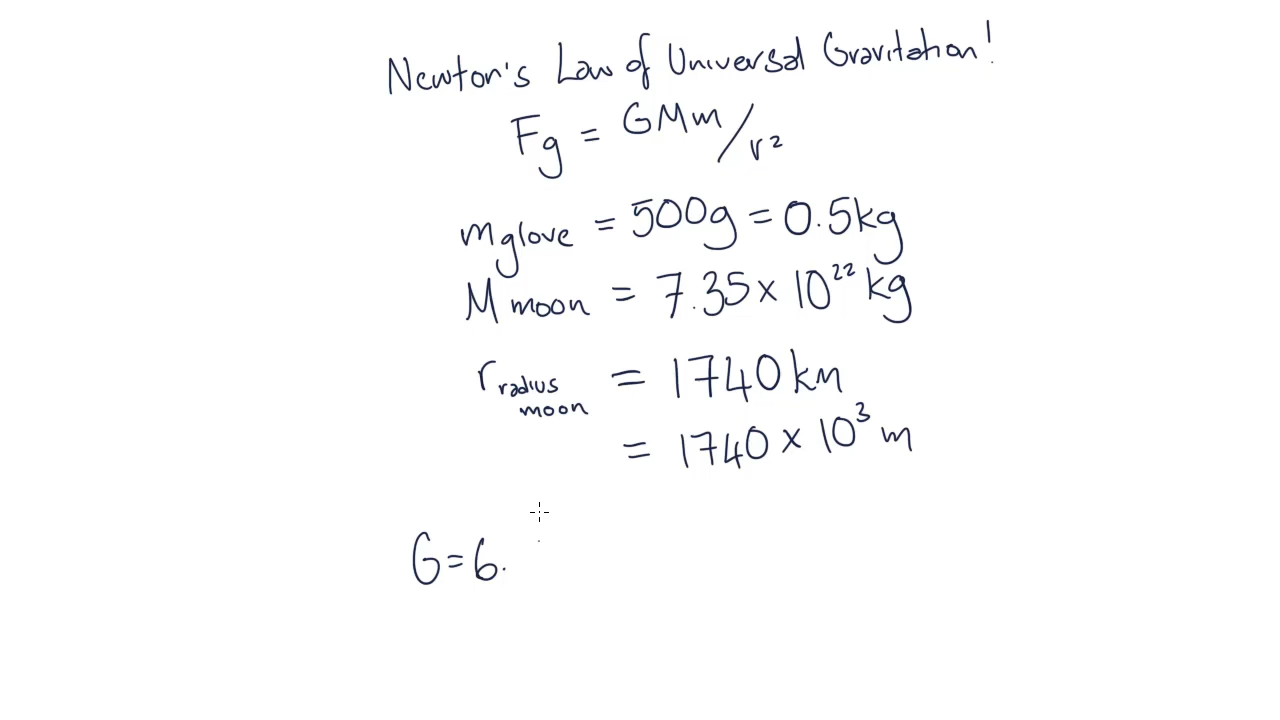 Newton's Law of Universal Gravitation!
Fg = GMm/r²
m glove = 500g = 0.5kg
M moon = 7.35 x 10²² kg
r radius moon = 1740 km
= 1740 x 10³ m
G = 6.